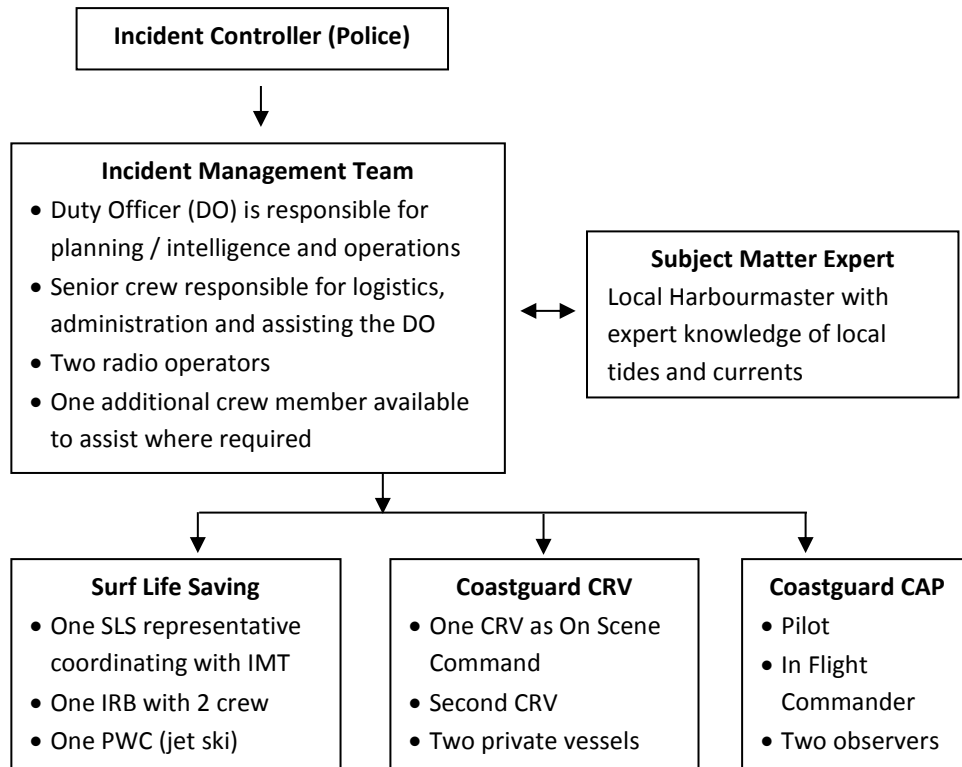 Incident Controller (Police)
Incident Management Team
• Duty Officer (DO) is responsible for
planning / intelligence and operations
• Senior crew responsible for logistics,
administration and assisting the DO
• Two radio operators
• One additional crew member available
to assist where required
Subject Matter Expert
Local Harbourmaster with
expert knowledge of local
tides and currents
Surf Life Saving
• One SLS representative
coordinating with IMT
• One IRB with 2 crew
• One PWC (jet ski)
Coastguard CRV
• One CRV as On Scene
Command
• Second CRV
• Two private vessels
Coastguard CAP
• Pilot
• In Flight
Commander
• Two observers